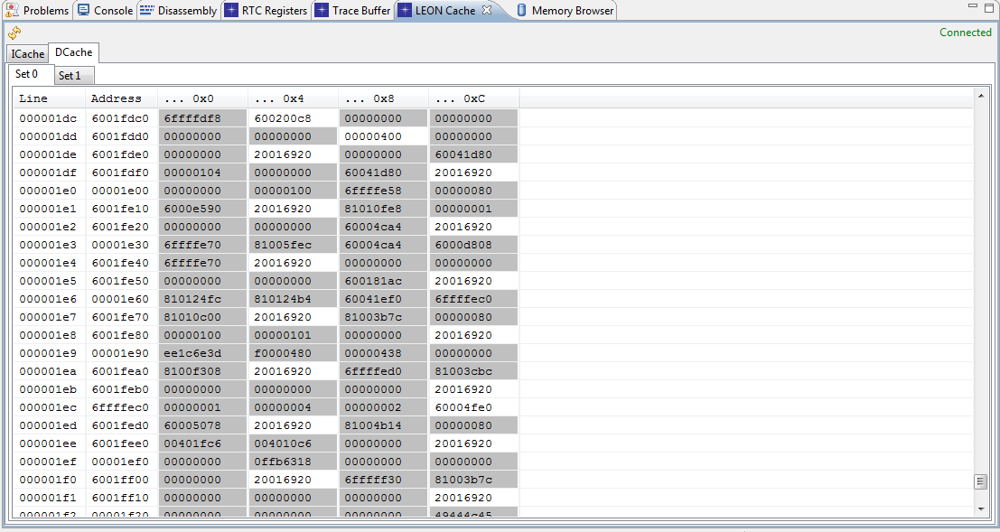 Problems Console Disassembly RTC Registers Trace Buffer LEON Cache Memory Browser
Connected
ICache DCache
Set 0 Set 1
Line Address ... 0x0 ... 0x4 ... 0x8 ... 0xC
000001dc 6001fdc0 6ffffdf8 600200c8 00000000 00000000
000001dd 6001fdd0 00000000 00000000 00000400 00000000
000001de 6001fde0 00000000 20016920 00000000 60041d80
000001df 6001fdf0 00000104 00000000 60041d80 20016920
000001e0 00001e00 00000000 00000100 6ffffe58 00000080
000001e1 6001fe10 6000e590 20016920 81010fe8 00000001
000001e2 6001fe20 00000000 00000000 60004ca4 20016920
000001e3 00001e30 6ffffe70 81005fec 60004ca4 6000d808
000001e4 6001fe40 6ffffe70 20016920 00000000 00000000
000001e5 6001fe50 00000000 00000000 600181ac 20016920
000001e6 00001e60 810124fc 810124b4 60041ef0 6ffffec0
000001e7 6001fe70 81010c00 20016920 81003b7c 00000080
000001e8 6001fe80 00000100 00000101 00000000 20016920
000001e9 00001e90 ee1c6e3d f0000480 00000438 00000000
000001ea 6001fea0 8100f308 20016920 6ffffed0 81003cbc
000001eb 6001feb0 00000000 00000000 00000000 20016920
000001ec 6ffffec0 00000001 00000004 00000002 60004fe0
000001ed 6001fed0 60005078 20016920 81004b14 00000080
000001ee 6001fee0 00401fc6 004010c6 00000000 20016920
000001ef 00001ef0 00000000 0ffb6318 00000000 00000000
000001f0 6001ff00 00000000 20016920 6fffff30 81003b7c
000001f1 6001ff10 00000000 00000000 00000000 20016920
000001f2 00001f20 00000000 00000000 00000000 49444c45